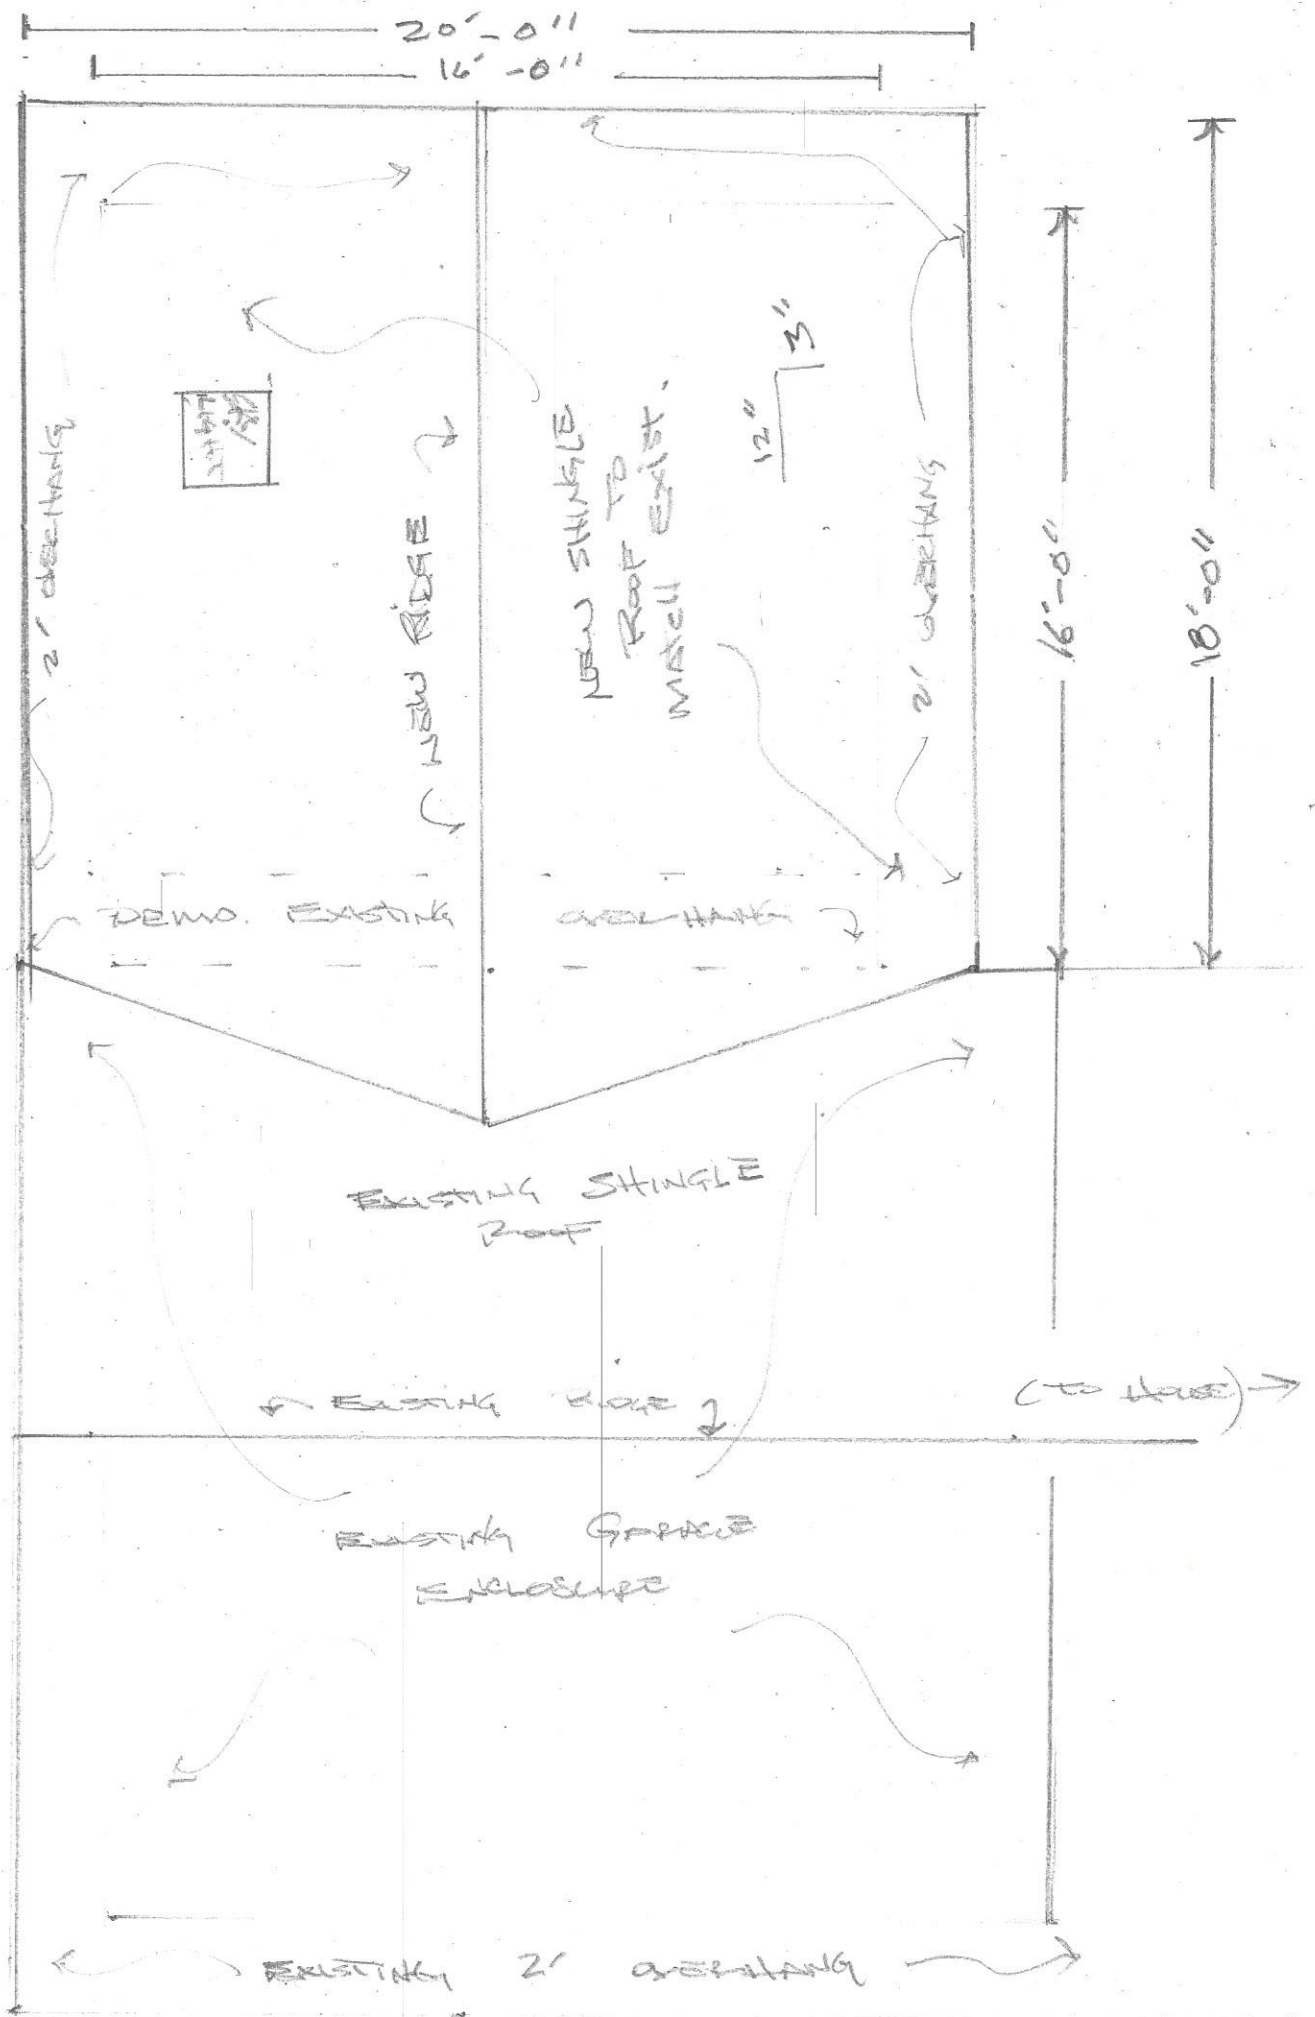 20'-0"
16'-0"
2' OVERHANG
SKY
LIGHT
NEW RIDGE
NEW SHINGLE
ROOF TO
MATCH EXIST.
12"
3"
2' OVERHANG
16'-0"
18'-0"
DEMO. EXISTING OVERHANG
EXISTING SHINGLE
ROOF
EXISTING RIDGE
(TO HOUSE)
EXISTING GARAGE
ENCLOSURE
EXISTING 2' OVERHANG